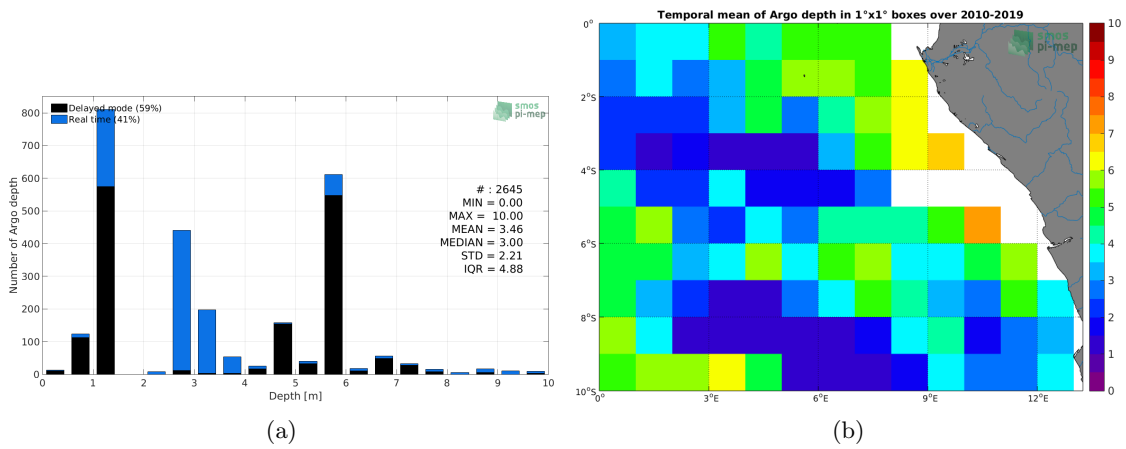 Delayed mode (59%)
Real time (41%)
smos
pi-mep
# : 2645
MIN = 0.00
MAX = 10.00
MEAN = 3.46
MEDIAN = 3.00
STD = 2.21
IQR = 4.88
Number of Argo depth
800
700
600
500
400
300
200
100
0
0 1 2 3 4 5 6 7 8 9 10
Depth [m]
(a)
Temporal mean of Argo depth in 1°x1° boxes over 2010-2019
smos
pi-mep
0°
2°S
4°S
6°S
8°S
10°S
0° 3°E 6°E 9°E 12°E
10
9
8
7
6
5
4
3
2
1
0
(b)